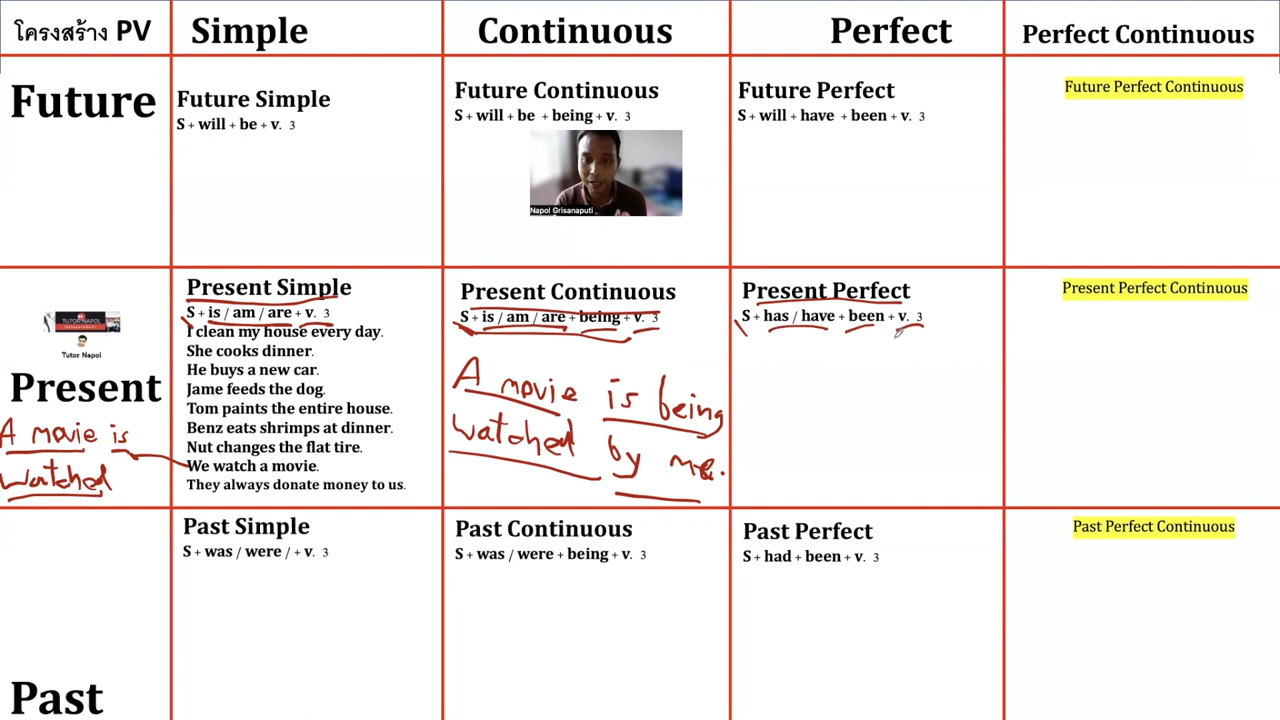 โครงสร้าง PV
Simple
Continuous
Perfect
Perfect Continuous
Future
Future Simple
S + will + be + v. 3
Future Continuous
S + will + be + being + v. 3
Napol Grisanaputi
Future Perfect
S + will + have + been + v. 3
Future Perfect Continuous
TUTOR NAPOL
Tutor Napol
Present
A movie is
watched
Present Simple
S + is / am / are + v. 3
I clean my house every day.
She cooks dinner.
He buys a new car.
Jame feeds the dog.
Tom paints the entire house.
Benz eats shrimps at dinner.
Nut changes the flat tire.
We watch a movie.
They always donate money to us.
Present Continuous
S + is / am / are + being + v. 3
A movie is being
watched by me.
Present Perfect
S + has / have + been + v. 3
Present Perfect Continuous
Past
Past Simple
S + was / were / + v. 3
Past Continuous
S + was / were + being + v. 3
Past Perfect
S + had + been + v. 3
Past Perfect Continuous